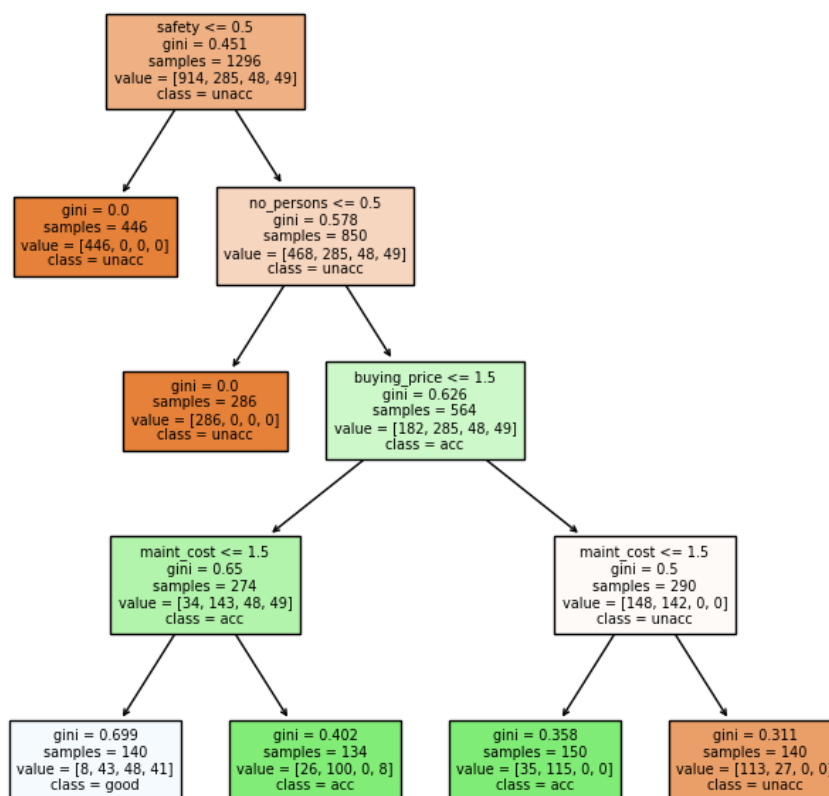 safety <= 0.5
gini = 0.451
samples = 1296
value = [914, 285, 48, 49]
class = unacc
gini = 0.0
samples = 446
value = [446, 0, 0, 0]
class = unacc
no_persons <= 0.5
gini = 0.578
samples = 850
value = [468, 285, 48, 49]
class = unacc
gini = 0.0
samples = 286
value = [286, 0, 0, 0]
class = unacc
buying_price <= 1.5
gini = 0.626
samples = 564
value = [182, 285, 48, 49]
class = acc
maint_cost <= 1.5
gini = 0.65
samples = 274
value = [34, 143, 48, 49]
class = acc
maint_cost <= 1.5
gini = 0.5
samples = 290
value = [148, 142, 0, 0]
class = unacc
gini = 0.699
samples = 140
value = [8, 43, 48, 41]
class = good
gini = 0.402
samples = 134
value = [26, 100, 0, 8]
class = acc
gini = 0.358
samples = 150
value = [35, 115, 0, 0]
class = acc
gini = 0.311
samples = 140
value = [113, 27, 0, 0]
class = unacc